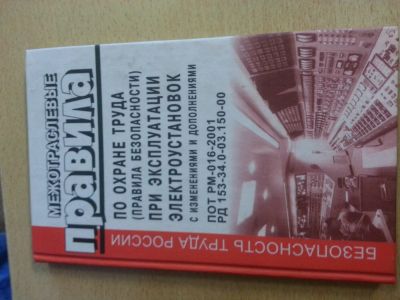 МЕЖОТРАСЛЕВЫЕ
правила
ПО ОХРАНЕ ТРУДА
(ПРАВИЛА БЕЗОПАСНОСТИ)
ПРИ ЭКСПЛУАТАЦИИ
ЭЛЕКТРОУСТАНОВОК
С ИЗМЕНЕНИЯМИ И ДОПОЛНЕНИЯМИ
ПОТ РМ-016-2001
РД 153-34.0-03.150-00
БЕЗОПАСНОСТЬ ТРУДА РОССИИ